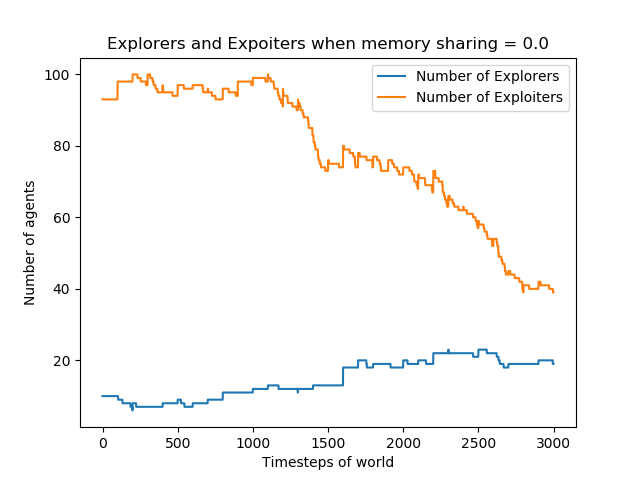 Explorers and Expoiters when memory sharing = 0.0
Number of Explorers
Number of Exploiters
Number of agents
100
80
60
40
20
0 500 1000 1500 2000 2500 3000
Timesteps of world